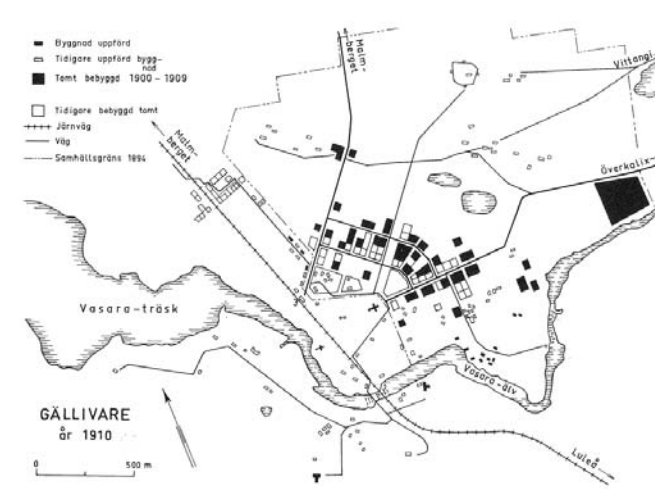 Byggnad uppförd
Tidigare uppförd bygg-
nad
Tomt bebyggd 1900-1909
Tidigare bebyggd tomt
Järnväg
Väg
Samhällsgräns 1894
Malm-
berget
Malm-
berget
Vittangi
Överkalix
Vasara-träsk
Vasara-älv
GÄLLIVARE
år 1910
0 500 m
Luleå